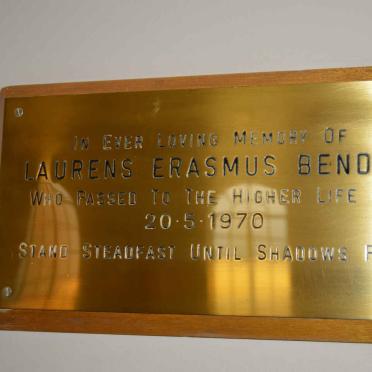 In Ever Loving Memory Of
LAURENS ERASMUS BEND
Who Passed To The Higher Life
20·5·1970
Stand Steadfast Until Shadows F